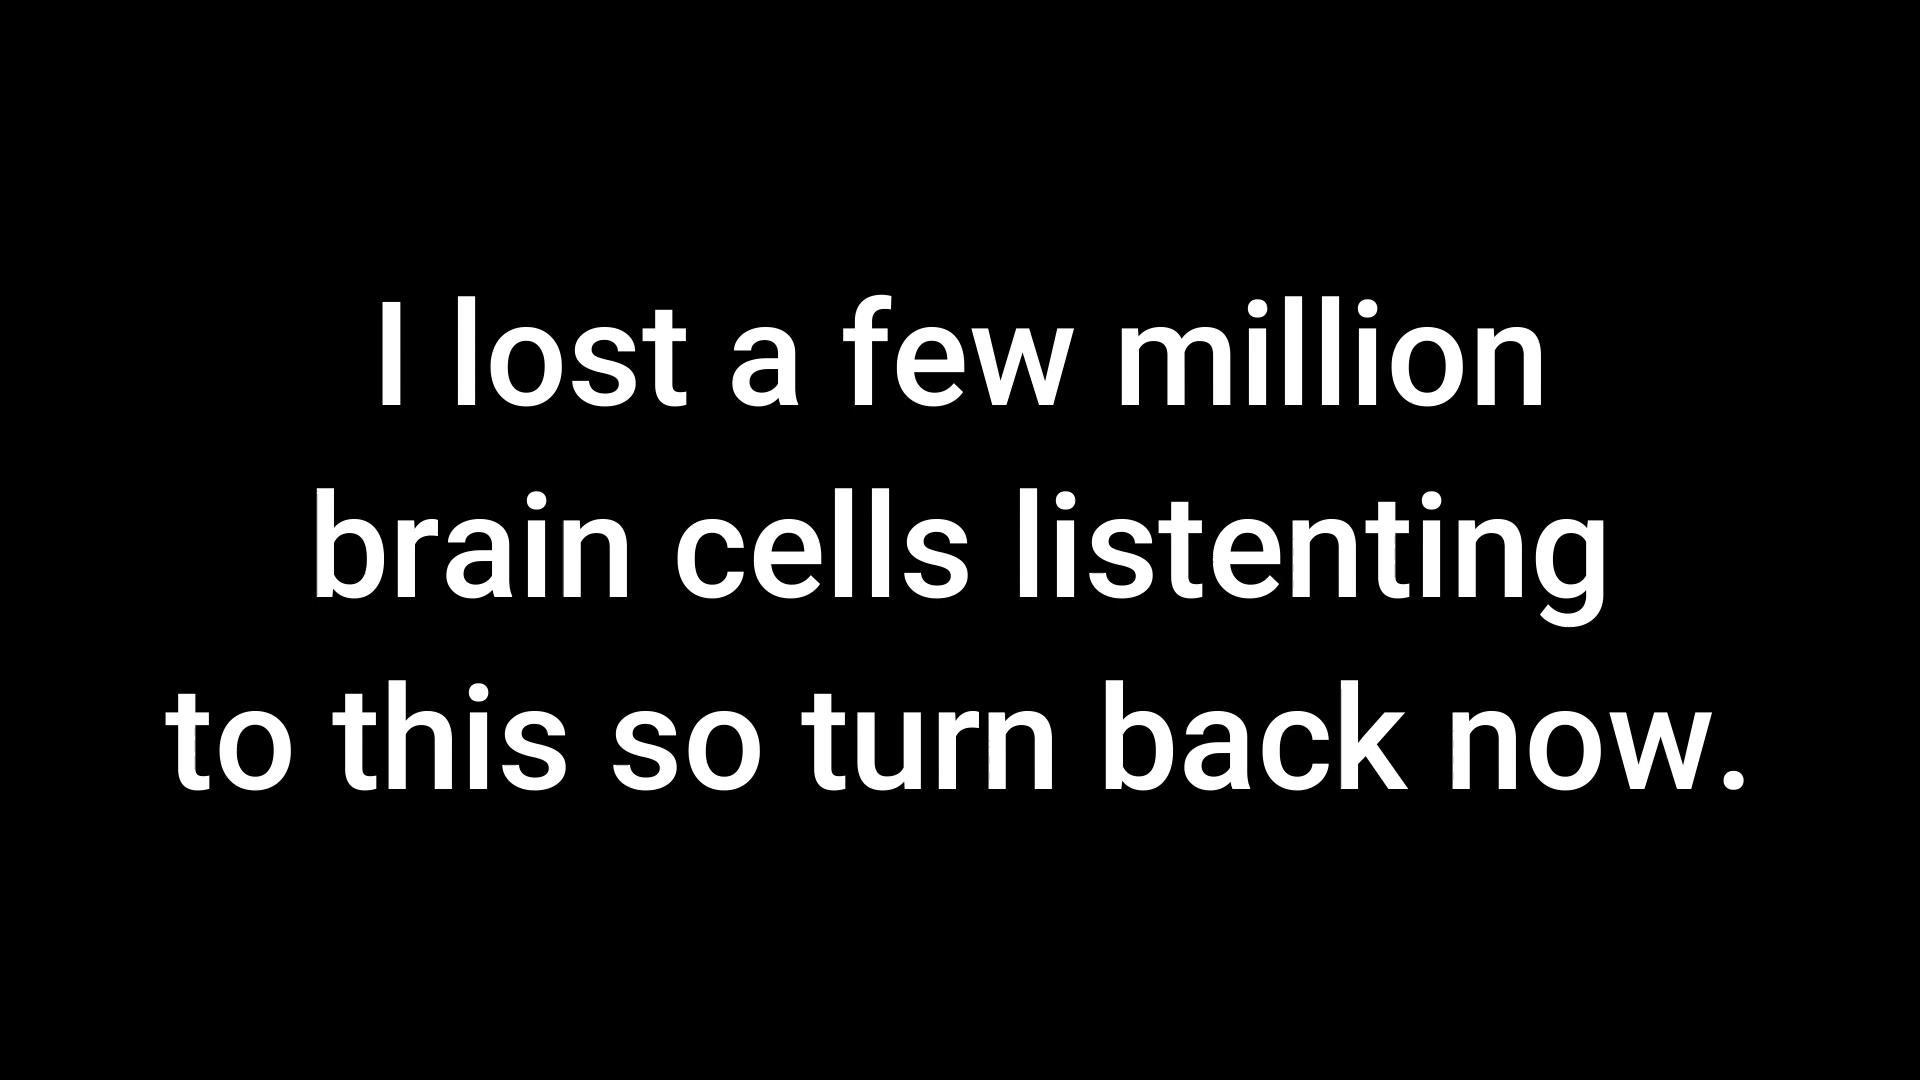 I lost a few million
brain cells listenting
to this so turn back now.